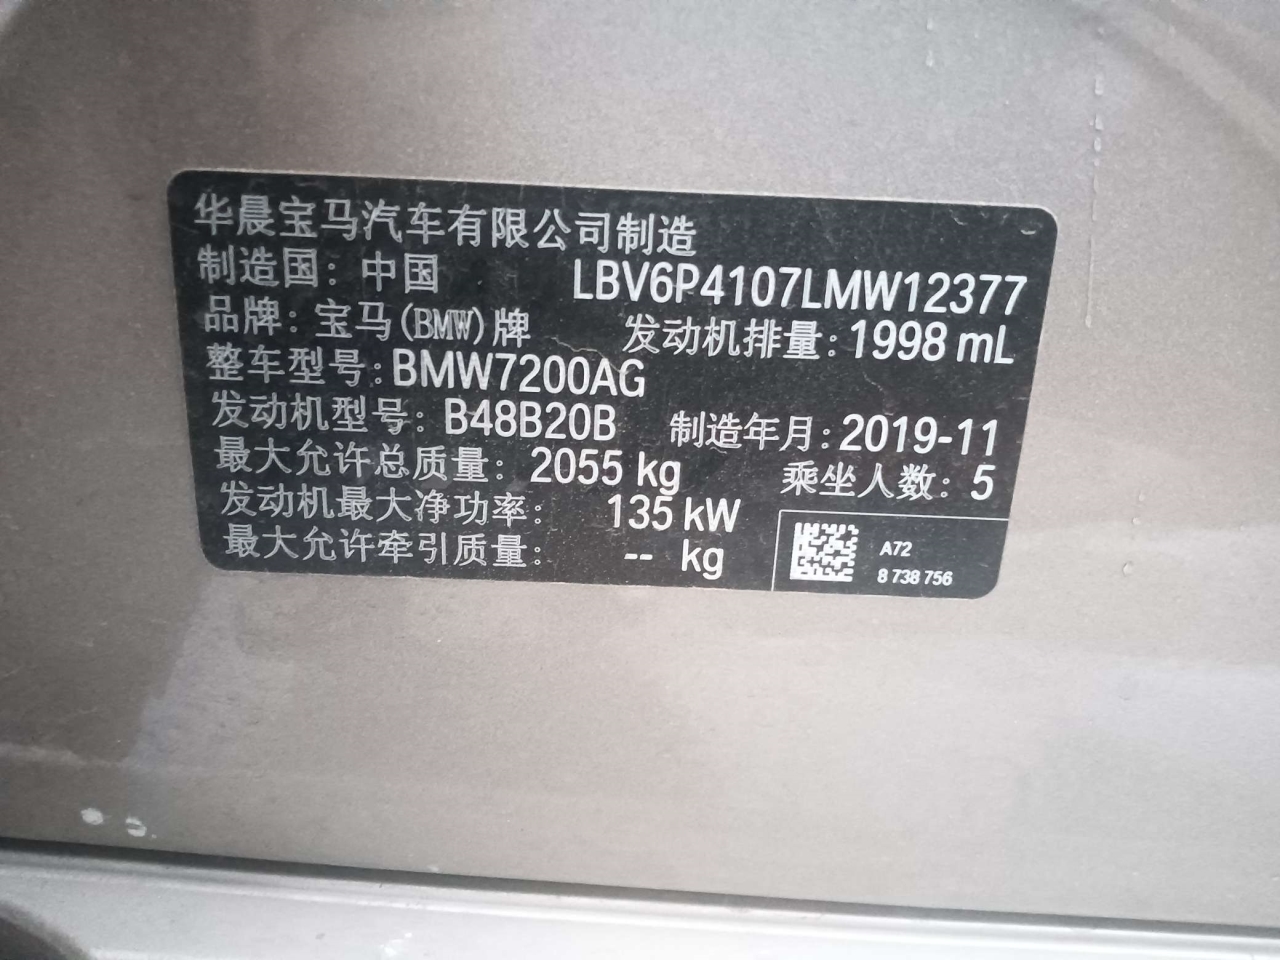 华晨宝马汽车有限公司制造
制造国：中国 LBV6P4107LMW12377
品牌：宝马(BMW)牌 发动机排量：1998 mL
整车型号：BMW7200AG
发动机型号：B48B20B 制造年月：2019-11
最大允许总质量：2055 kg 乘坐人数：5
发动机最大净功率：135 kW
最大允许牵引质量：-- kg
A72
8 738 756